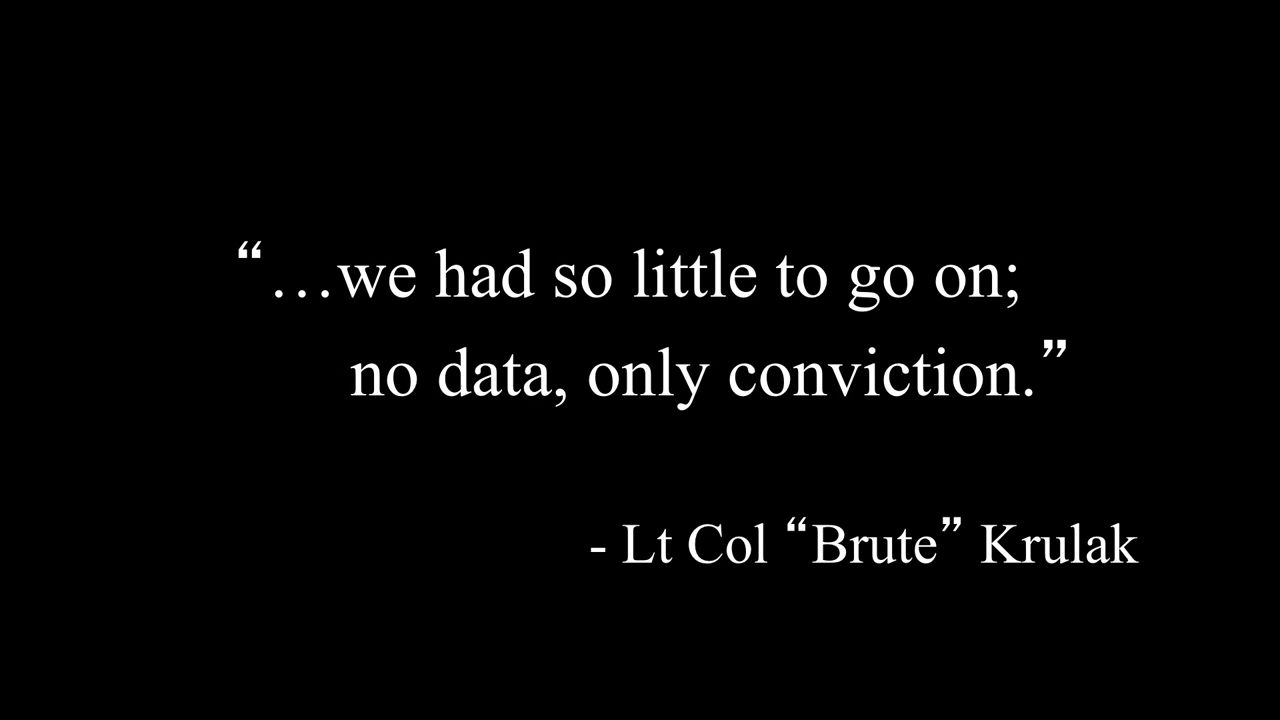 “…we had so little to go on;
no data, only conviction.”
- Lt Col “Brute” Krulak